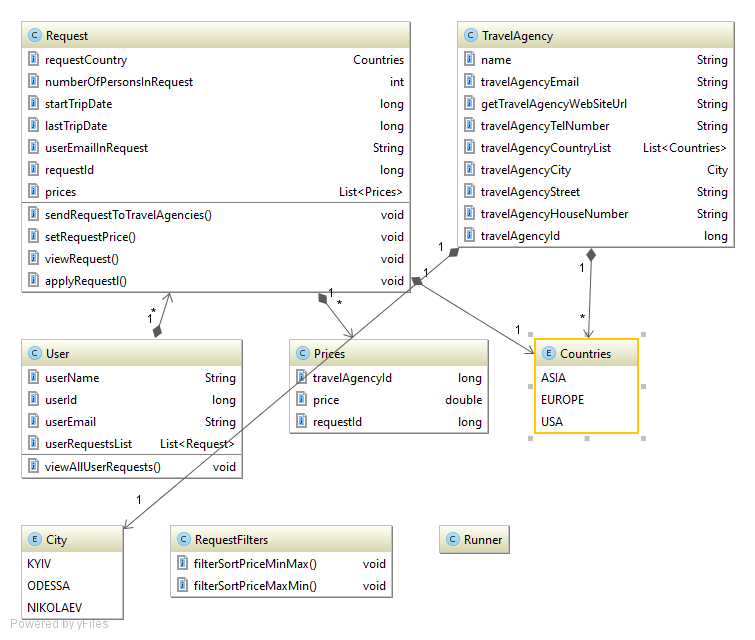 C Request
requestCountry Countries
numberOfPersonsInRequest int
startTripDate long
lastTripDate long
userEmailInRequest String
requestId long
prices List<Prices>
sendRequestToTravelAgencies() void
setRequestPrice() void
viewRequest() void
applyRequestI() void
C TravelAgency
name String
travelAgencyEmail String
getTravelAgencyWebSiteUrl String
travelAgencyTelNumber String
travelAgencyCountryList List<Countries>
travelAgencyCity City
travelAgencyStreet String
travelAgencyHouseNumber String
travelAgencyId long
1
1
1
*
1
*
1
*
1
1
C User
userName String
userId long
userEmail String
userRequestsList List<Request>
viewAllUserRequests() void
C Prices
travelAgencyId long
price double
requestId long
E Countries
ASIA
EUROPE
USA
1
E City
KYIV
ODESSA
NIKOLAEV
C RequestFilters
filterSortPriceMinMax() void
filterSortPriceMaxMin() void
C Runner
Powered by yFiles